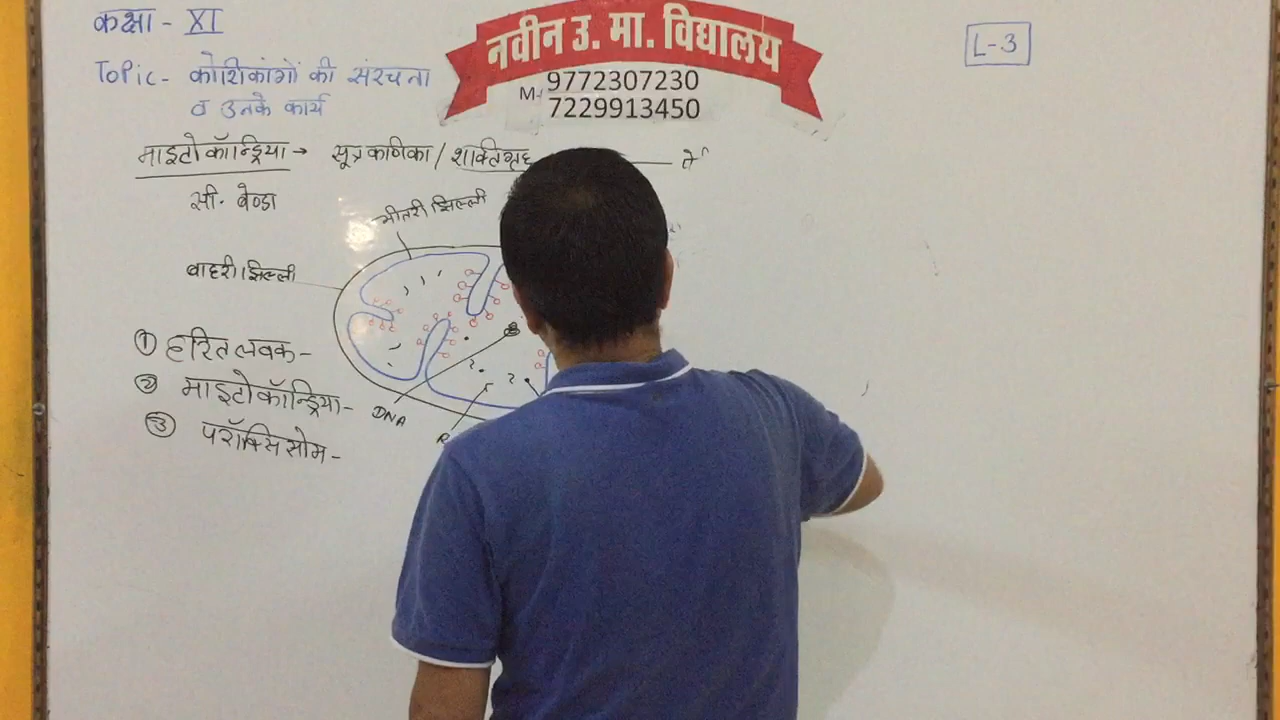 कक्षा - XI
नवीन उ. मा. विद्यालय
L-3
Topic- कोशिकांगों की संरचना
व उनके कार्य
M.- 9772307230
7229913450
माइटोकॉन्ड्रिया → सूत्रकणिका / शक्तिगृह
सी. बेण्डा
भीतरी झिल्ली
बाहरी झिल्ली
① हरितलवक-
② माइटोकॉन्ड्रिया-
③ परॉक्सिसोम-
DNA